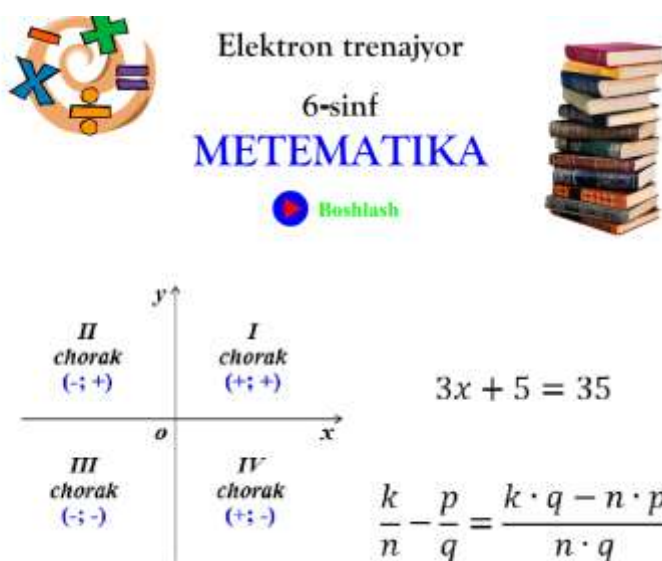 Elektron trenajyor
6-sinf
METEMATIKA
Boshlash
y
II
chorak
(-; +)
I
chorak
(+; +)
3x + 5 = 35
o
x
III
chorak
(-; -)
IV
chorak
(+; -)
k/n - p/q = k · q - n · p / n · q